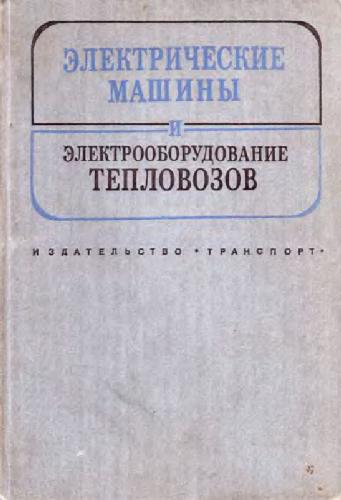 ЭЛЕКТРИЧЕСКИЕ
МАШИНЫ
И
ЭЛЕКТРООБОРУДОВАНИЕ
ТЕПЛОВОЗОВ
ИЗДАТЕЛЬСТВО «ТРАНСПОРТ»